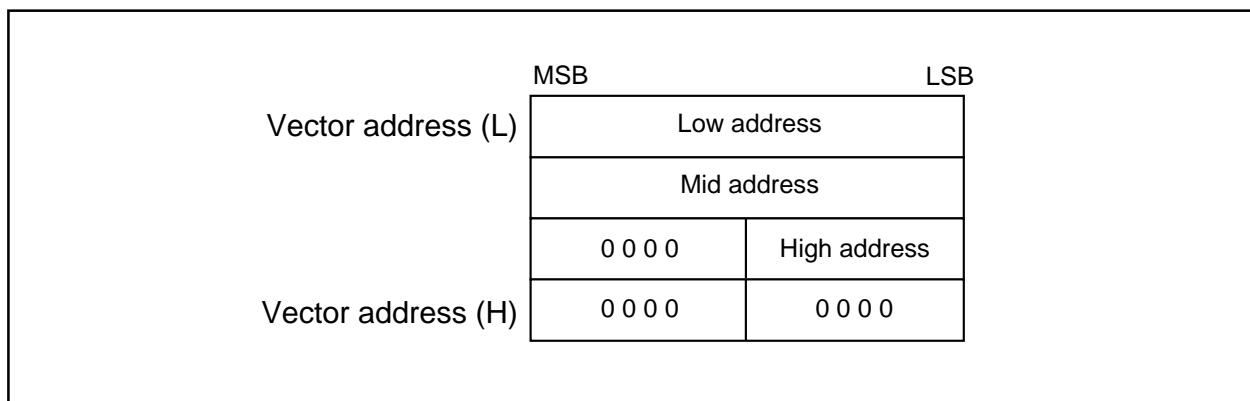 MSB LSB
Vector address (L) Low address
Mid address
0 0 0 0 High address
Vector address (H) 0 0 0 0 0 0 0 0